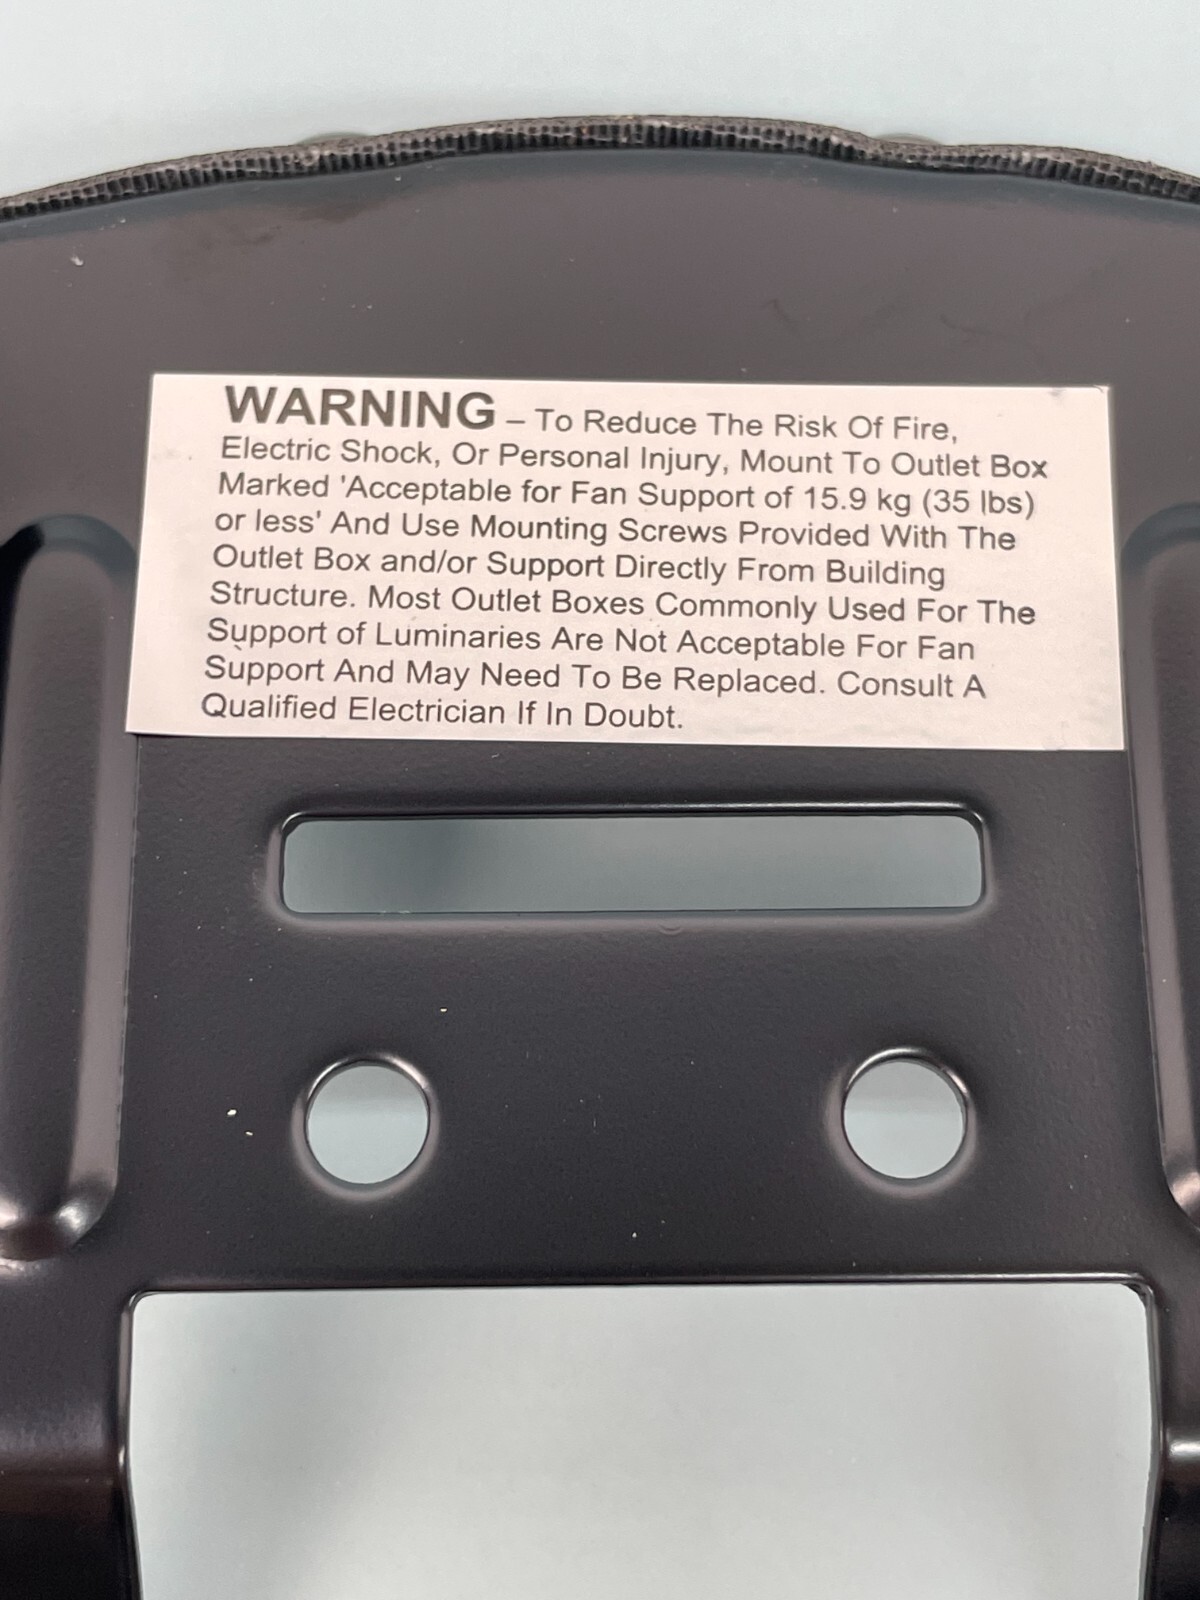 WARNING – To Reduce The Risk Of Fire,
Electric Shock, Or Personal Injury, Mount To Outlet Box
Marked 'Acceptable for Fan Support of 15.9 kg (35 lbs)
or less' And Use Mounting Screws Provided With The
Outlet Box and/or Support Directly From Building
Structure. Most Outlet Boxes Commonly Used For The
Support of Luminaries Are Not Acceptable For Fan
Support And May Need To Be Replaced. Consult A
Qualified Electrician If In Doubt.